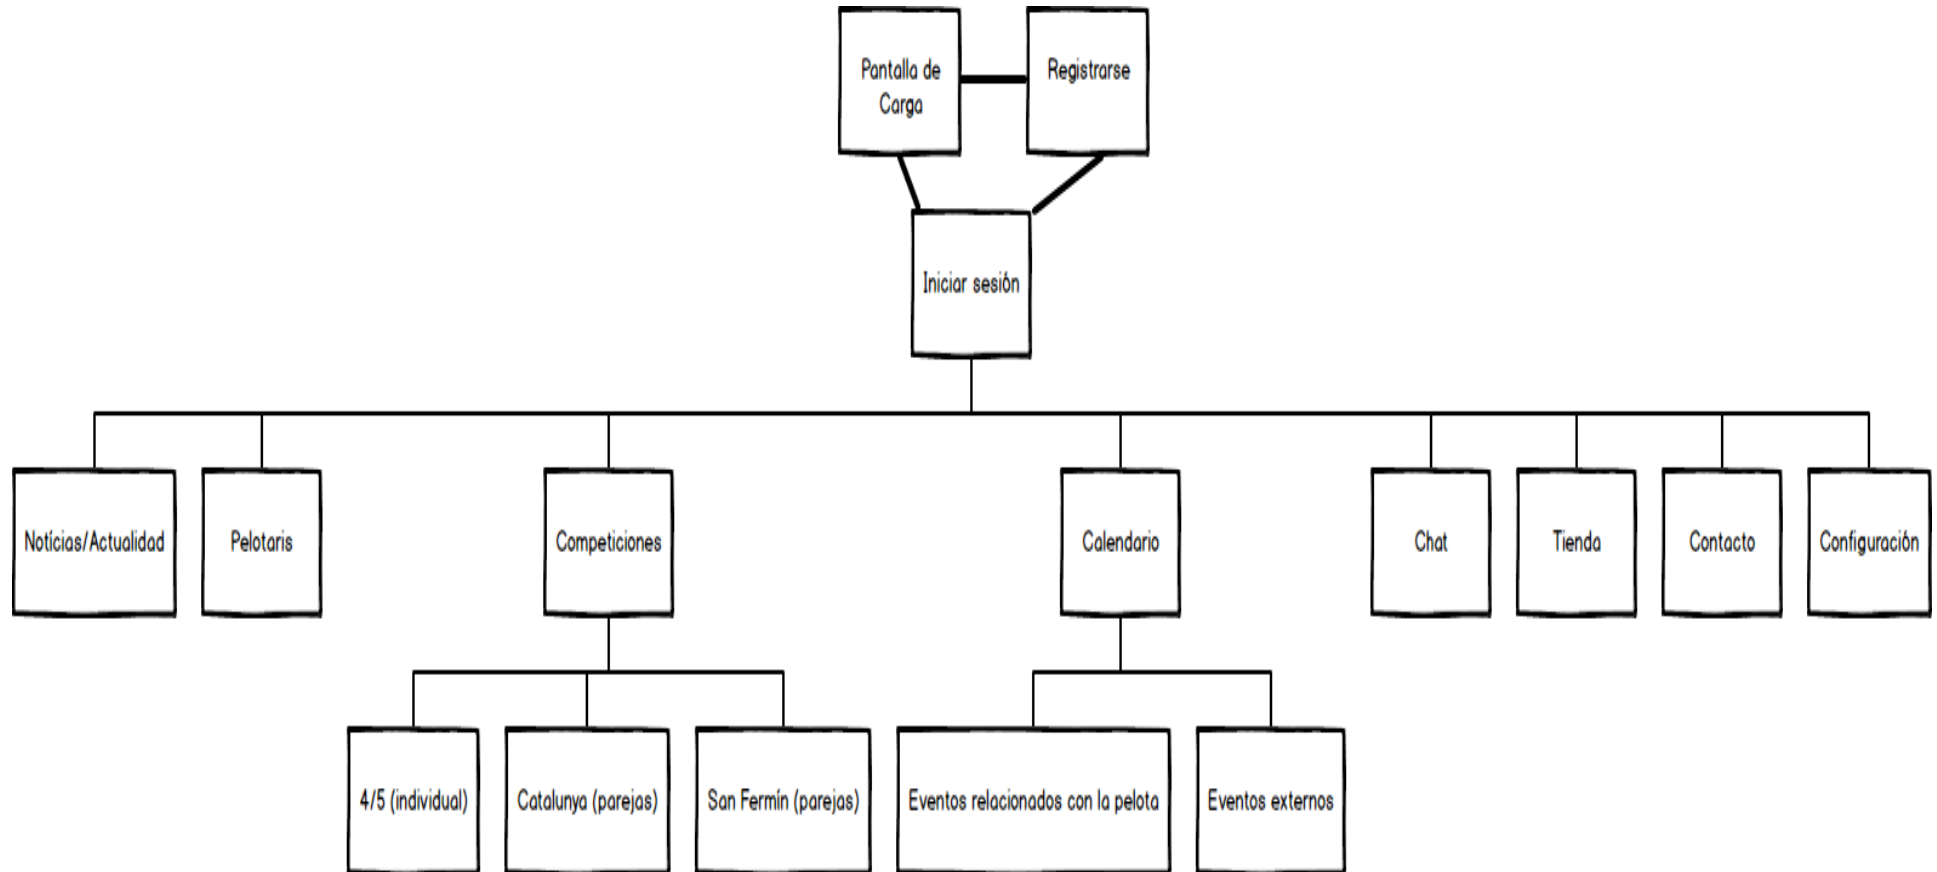 Pantalla de
Carga
Registrarse
Iniciar sesión
Notícias/Actualidad
Pelotaris
Competiciones
Calendario
Chat
Tienda
Contacto
Configuración
4/5 (individual)
Catalunya (parejas)
San Fermín (parejas)
Eventos relacionados con la pelota
Eventos externos